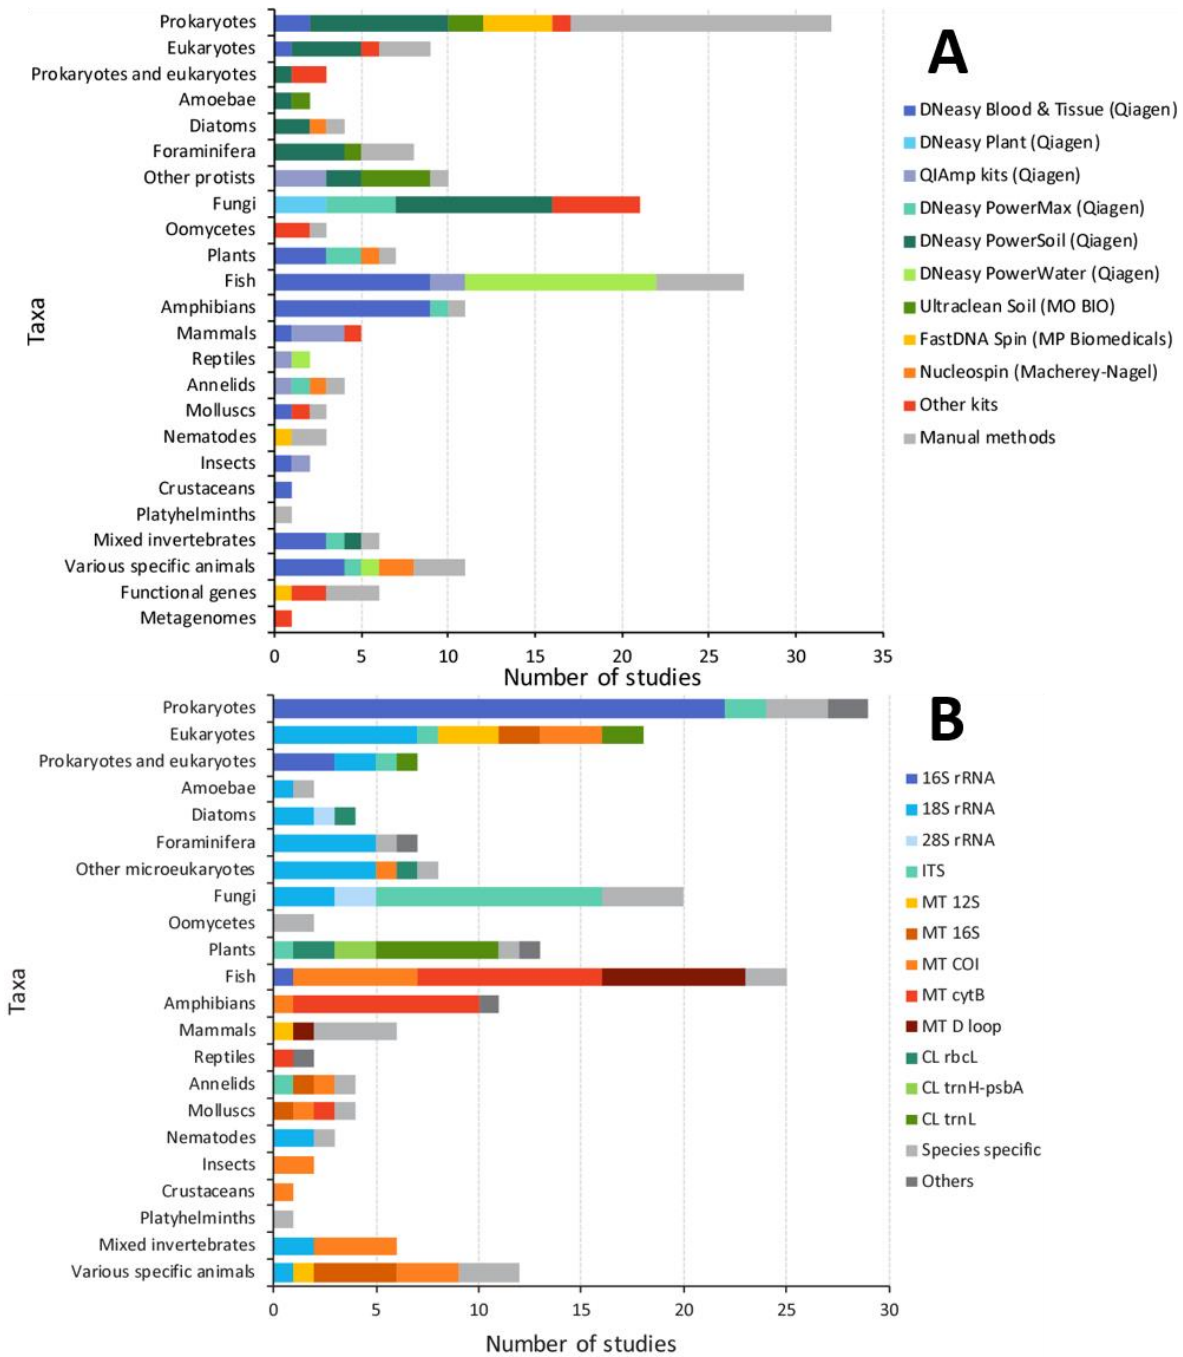 A
Prokaryotes
Eukaryotes
Prokaryotes and eukaryotes
Amoebae
Diatoms
Foraminifera
Other protists
Fungi
Oomycetes
Plants
Fish
Amphibians
Mammals
Reptiles
Annelids
Molluscs
Nematodes
Insects
Crustaceans
Platyhelminths
Mixed invertebrates
Various specific animals
Functional genes
Metagenomes
Taxa
0 5 10 15 20 25 30 35
Number of studies
DNeasy Blood & Tissue (Qiagen)
DNeasy Plant (Qiagen)
QIAmp kits (Qiagen)
DNeasy PowerMax (Qiagen)
DNeasy PowerSoil (Qiagen)
DNeasy PowerWater (Qiagen)
Ultraclean Soil (MO BIO)
FastDNA Spin (MP Biomedicals)
Nucleospin (Macherey-Nagel)
Other kits
Manual methods
B
Prokaryotes
Eukaryotes
Prokaryotes and eukaryotes
Amoebae
Diatoms
Foraminifera
Other microeukaryotes
Fungi
Oomycetes
Plants
Fish
Amphibians
Mammals
Reptiles
Annelids
Molluscs
Nematodes
Insects
Crustaceans
Platyhelminths
Mixed invertebrates
Various specific animals
Taxa
0 5 10 15 20 25 30
Number of studies
16S rRNA
18S rRNA
28S rRNA
ITS
MT 12S
MT 16S
MT COI
MT cytB
MT D loop
CL rbcL
CL trnH-psbA
CL trnL
Species specific
Others